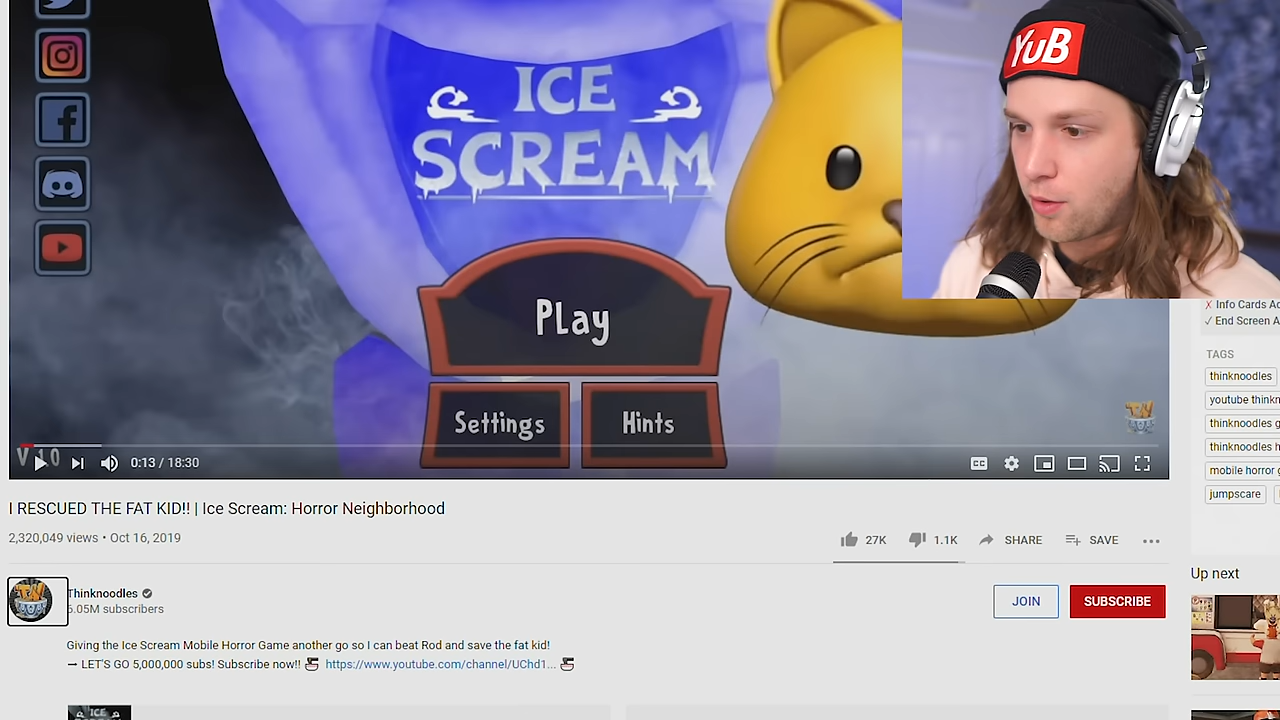 YuB
ICE
SCREAM
Play
Settings
Hints
0:13 / 18:30
CC
I RESCUED THE FAT KID!! | Ice Scream: Horror Neighborhood
2,320,049 views • Oct 16, 2019
27K
1.1K
SHARE
SAVE
Thinknoodles
6.05M subscribers
JOIN
SUBSCRIBE
Giving the Ice Scream Mobile Horror Game another go so I can beat Rod and save the fat kid!
→ LET'S GO 5,000,000 subs! Subscribe now!! https://www.youtube.com/channel/UChd1...
ICE
✗ Info Cards
✓ End Screen
TAGS
thinknoodles
youtube
thinknoodles
thinknoodles
mobile horror
jumpscare
Up next